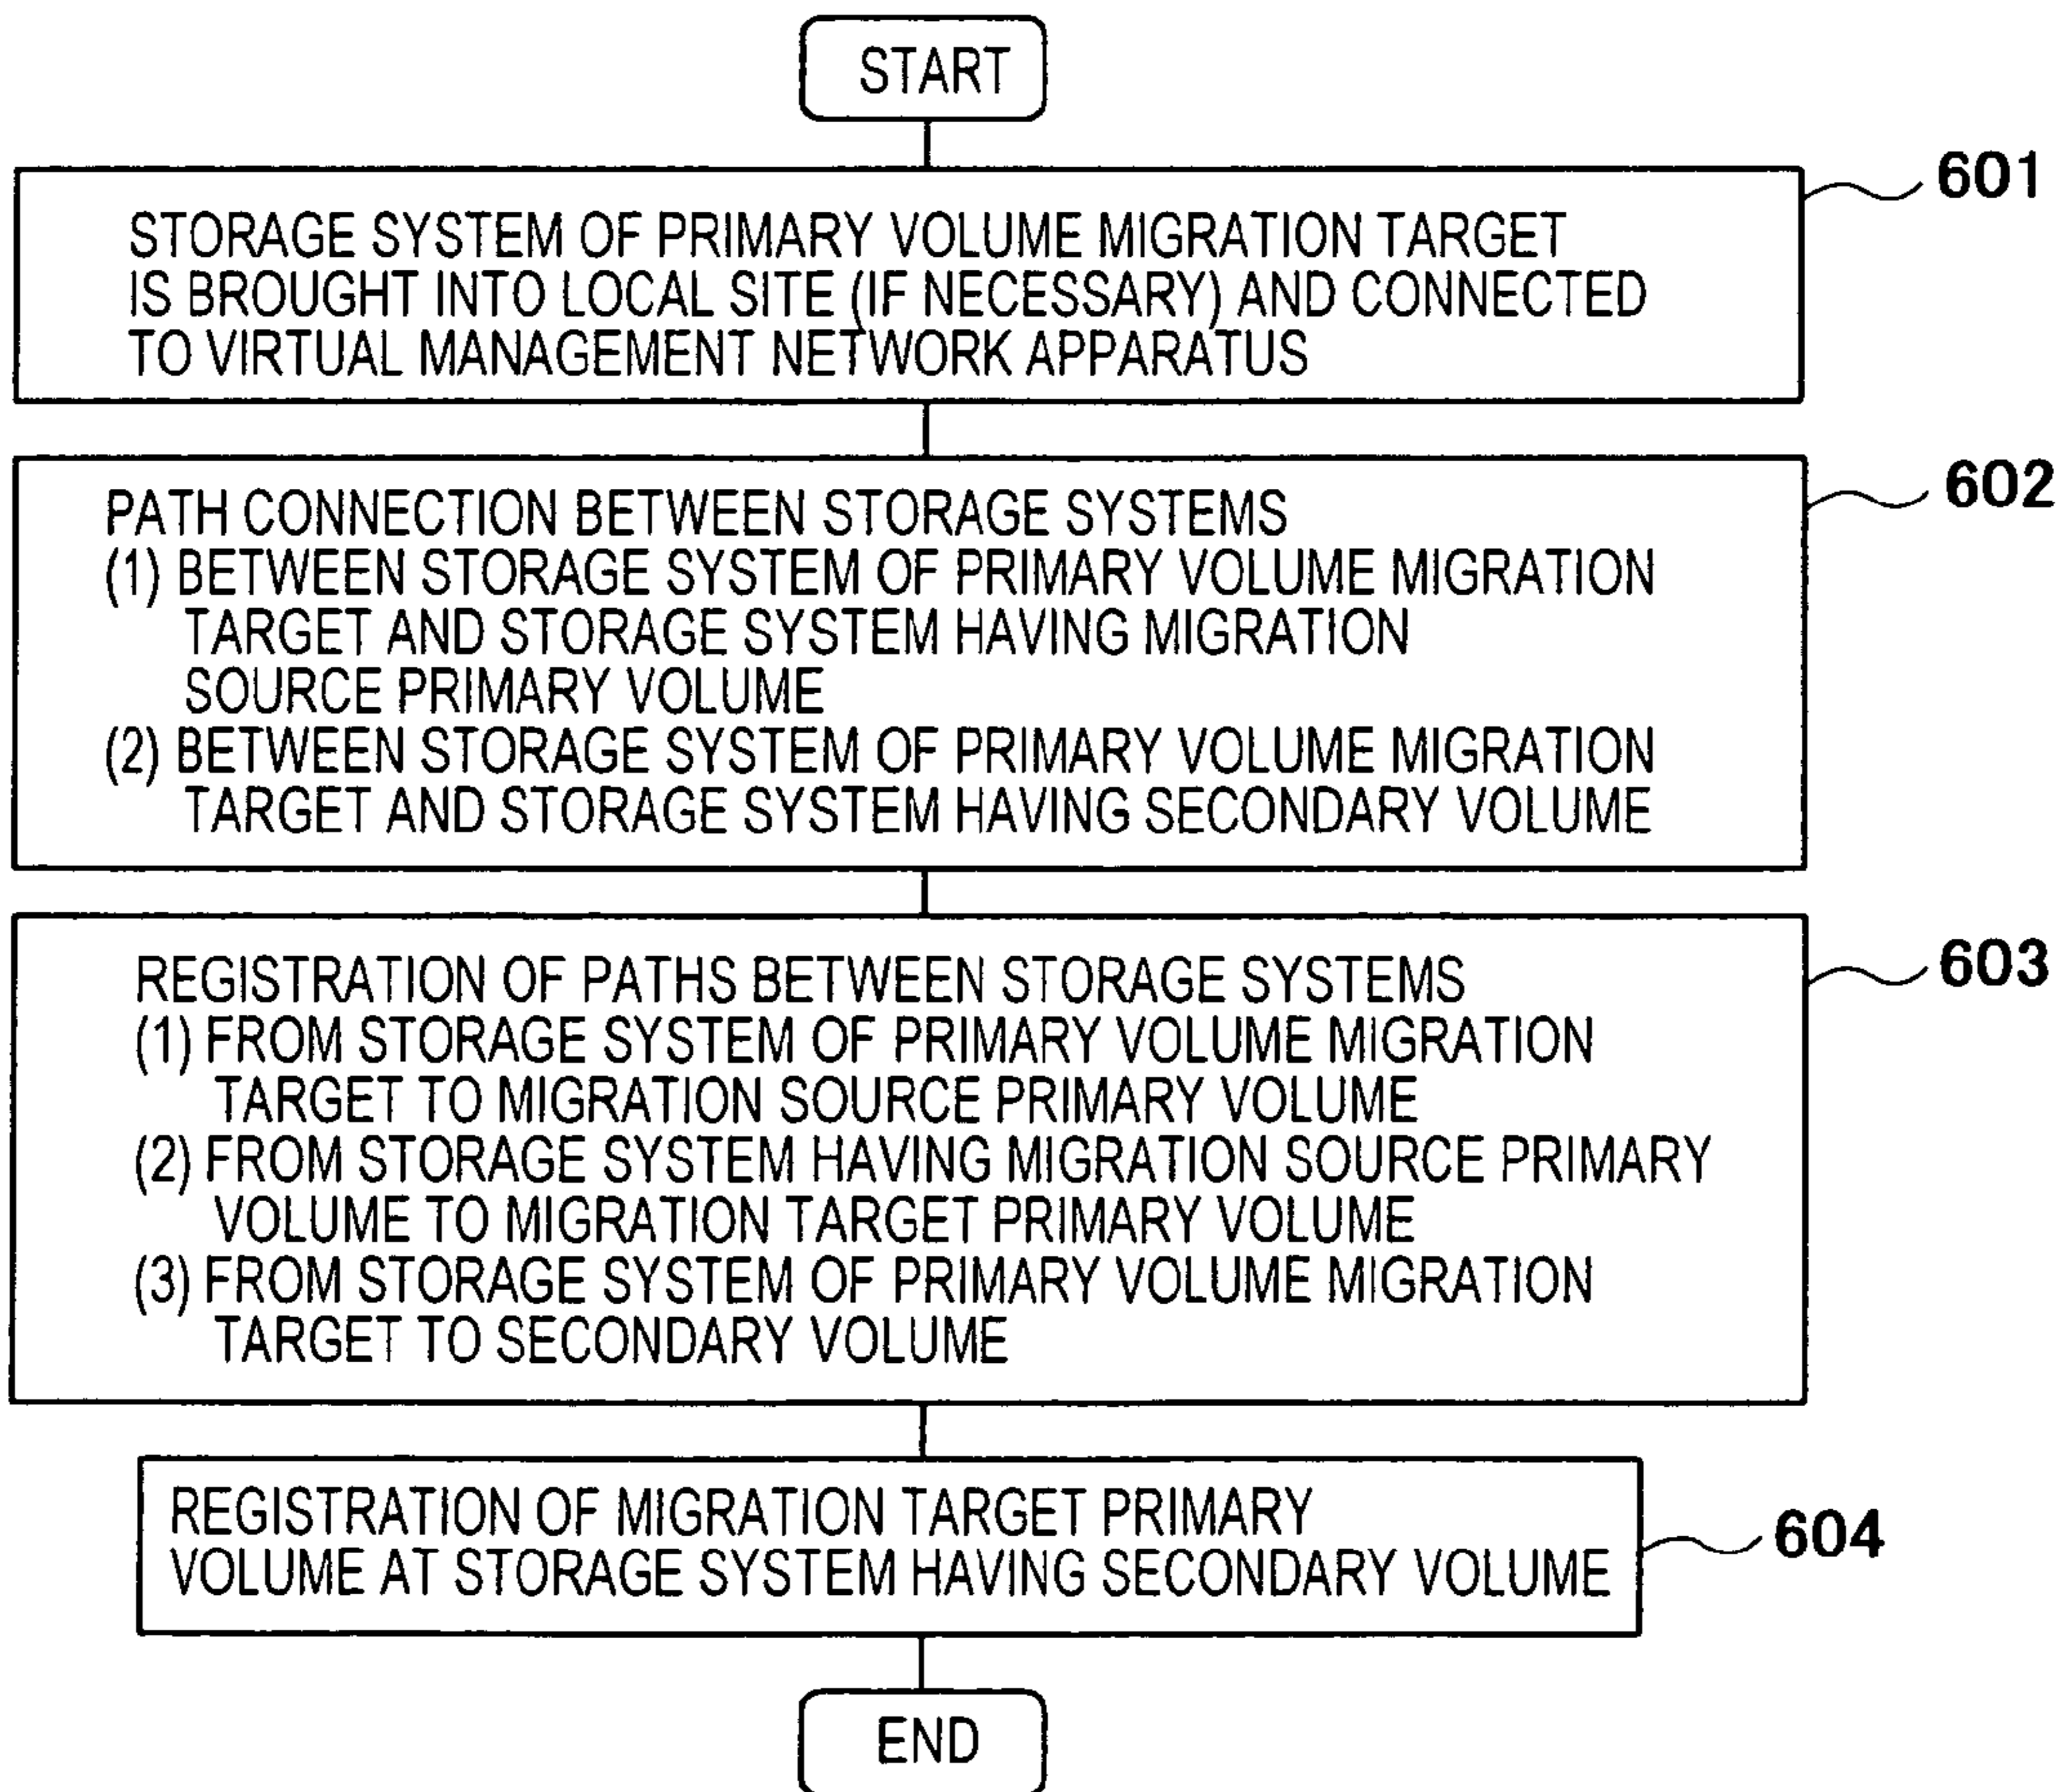 START
601
STORAGE SYSTEM OF PRIMARY VOLUME MIGRATION TARGET
IS BROUGHT INTO LOCAL SITE (IF NECESSARY) AND CONNECTED
TO VIRTUAL MANAGEMENT NETWORK APPARATUS
602
PATH CONNECTION BETWEEN STORAGE SYSTEMS
(1) BETWEEN STORAGE SYSTEM OF PRIMARY VOLUME MIGRATION
TARGET AND STORAGE SYSTEM HAVING MIGRATION
SOURCE PRIMARY VOLUME
(2) BETWEEN STORAGE SYSTEM OF PRIMARY VOLUME MIGRATION
TARGET AND STORAGE SYSTEM HAVING SECONDARY VOLUME
603
REGISTRATION OF PATHS BETWEEN STORAGE SYSTEMS
(1) FROM STORAGE SYSTEM OF PRIMARY VOLUME MIGRATION
TARGET TO MIGRATION SOURCE PRIMARY VOLUME
(2) FROM STORAGE SYSTEM HAVING MIGRATION SOURCE PRIMARY
VOLUME TO MIGRATION TARGET PRIMARY VOLUME
(3) FROM STORAGE SYSTEM OF PRIMARY VOLUME MIGRATION
TARGET TO SECONDARY VOLUME
REGISTRATION OF MIGRATION TARGET PRIMARY
VOLUME AT STORAGE SYSTEM HAVING SECONDARY VOLUME
604
END